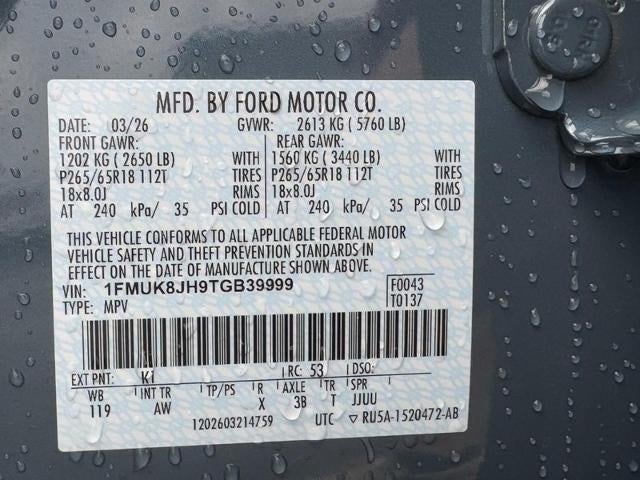 MFD. BY FORD MOTOR CO.
DATE: 03/26 GVWR: 2613 KG ( 5760 LB)
FRONT GAWR: REAR GAWR:
1202 KG ( 2650 LB) WITH 1560 KG ( 3440 LB) WITH
P265/65R18 112T TIRES P265/65R18 112T TIRES
18x8.0J RIMS 18x8.0J RIMS
AT 240 kPa/ 35 PSI COLD AT 240 kPa/ 35 PSI COLD
THIS VEHICLE CONFORMS TO ALL APPLICABLE FEDERAL MOTOR
VEHICLE SAFETY AND THEFT PREVENTION STANDARDS IN
EFFECT ON THE DATE OF MANUFACTURE SHOWN ABOVE.
VIN: 1FMUK8JH9TGB39999 F0043
TYPE: MPV T0137
EXT PNT: K1 RC: 53 DSO:
WB INT TR TP/PS R AXLE TR SPR
119 AW X 3B T JJUU
1202603214759 UTC ▽ RU5A-1520472-AB